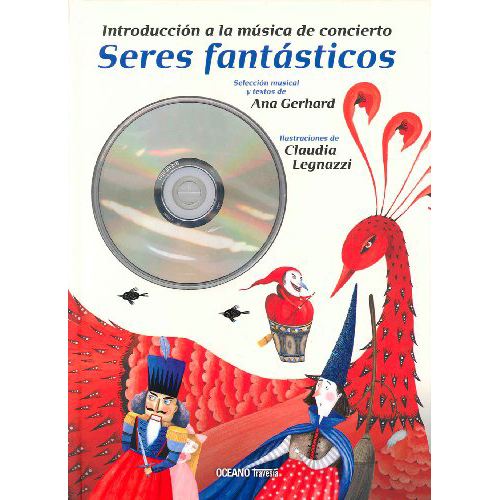 Introducción a la música de concierto
Seres fantásticos
Selección musical
y textos de
Ana Gerhard
Ilustraciones de
Claudia
Legnazzi
OCEANO Travesía